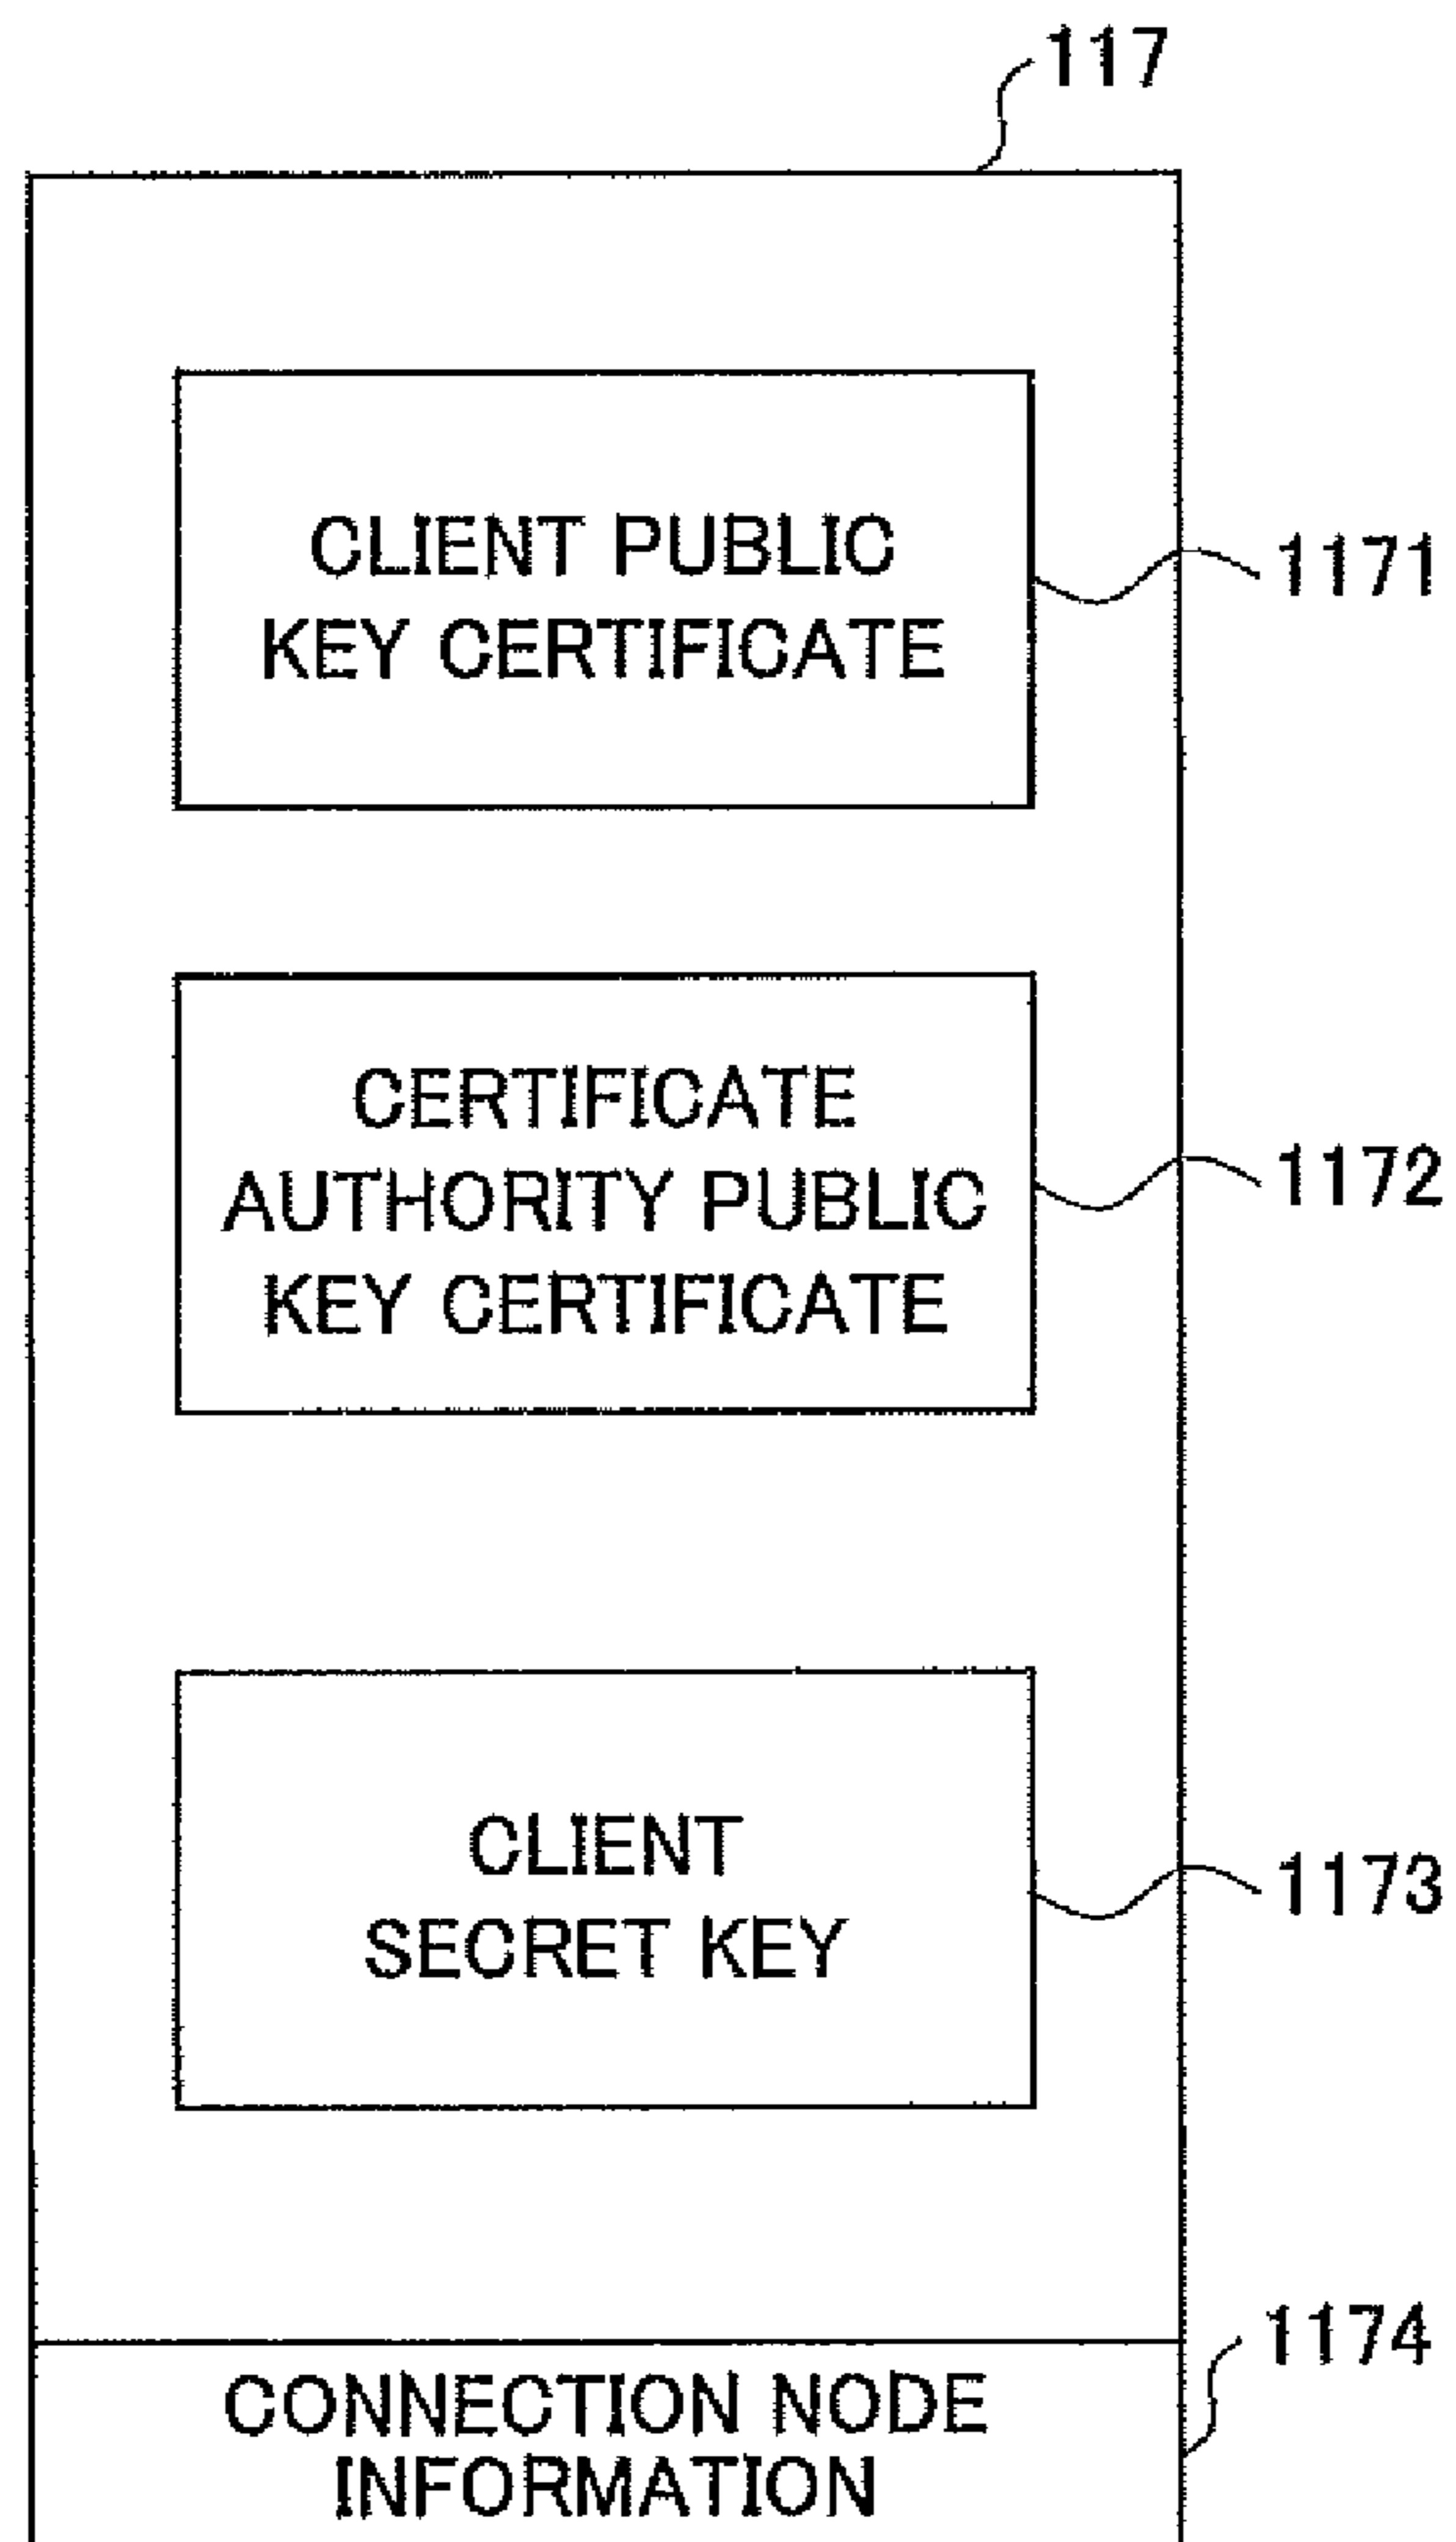 117
CLIENT PUBLIC
KEY CERTIFICATE
1171
CERTIFICATE
AUTHORITY PUBLIC
KEY CERTIFICATE
1172
CLIENT
SECRET KEY
1173
1174
CONNECTION NODE
INFORMATION